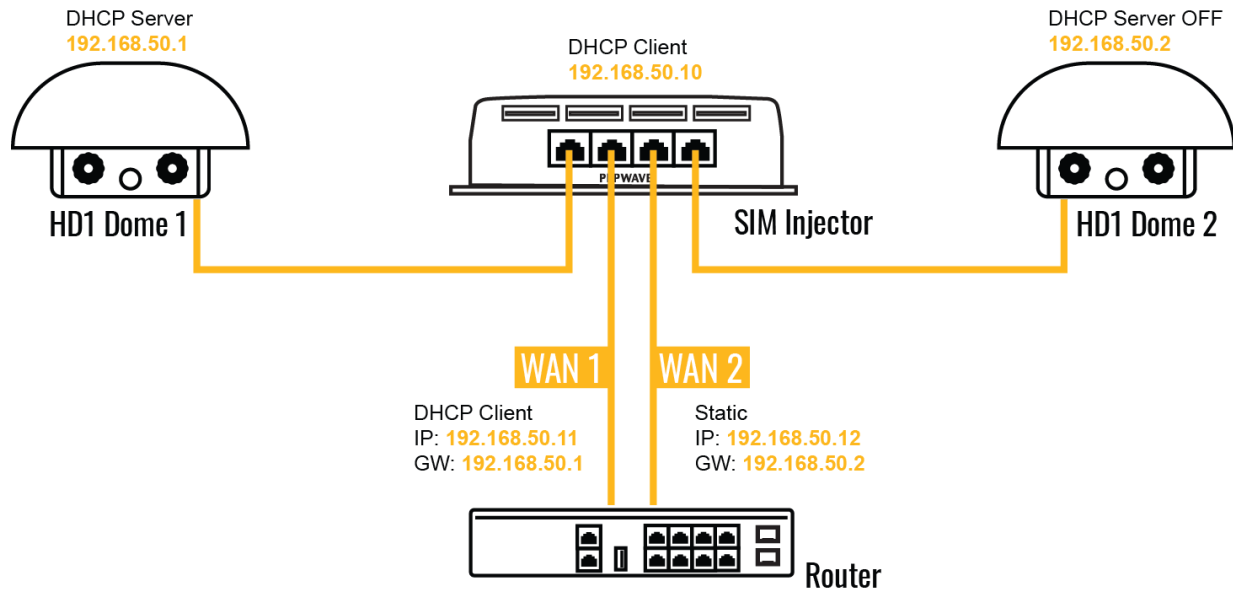 DHCP Server
192.168.50.1
DHCP Client
192.168.50.10
DHCP Server OFF
192.168.50.2
PEPWAVE
HD1 Dome 1
SIM Injector
HD1 Dome 2
WAN 1
WAN 2
DHCP Client
IP: 192.168.50.11
GW: 192.168.50.1
Static
IP: 192.168.50.12
GW: 192.168.50.2
Router